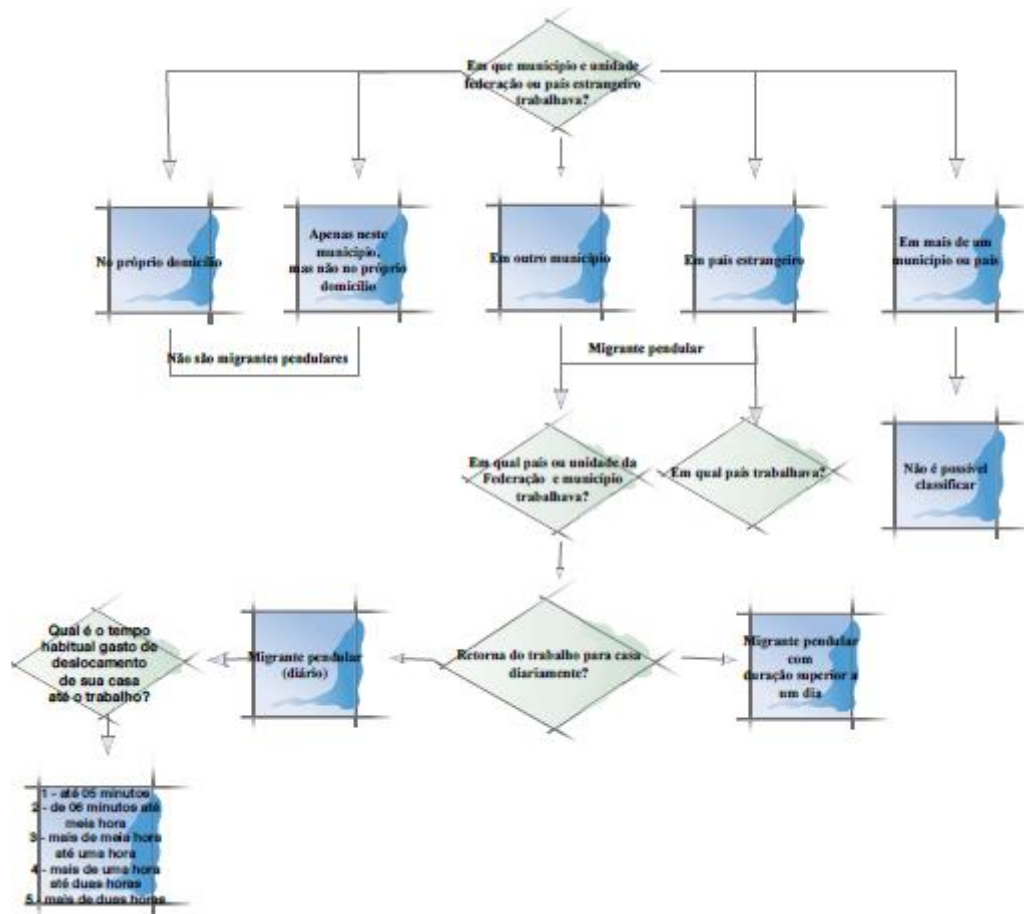 Em que município e unidade
federação ou país estrangeiro
trabalhava?
No próprio domicílio
Apenas neste
município,
mas não no próprio
domicílio
Em outro município
Em país estrangeiro
Em mais de um
município ou país
Não são migrantes pendulares
Migrante pendular
Em qual país ou unidade da
Federação e município
trabalhava?
Em qual país trabalhava?
Não é possível
classificar
Qual é o tempo
habitual gasto de
deslocamento
de sua casa
até o trabalho?
Migrante pendular
(diário)
Retorna do trabalho para casa
diariamente?
Migrante pendular
com
duração superior a
um dia
1 - até 05 minutos
2 - de 06 minutos até
meia hora
3 - mais de meia hora
até uma hora
4 - mais de uma hora
até duas horas
5 - mais de duas horas